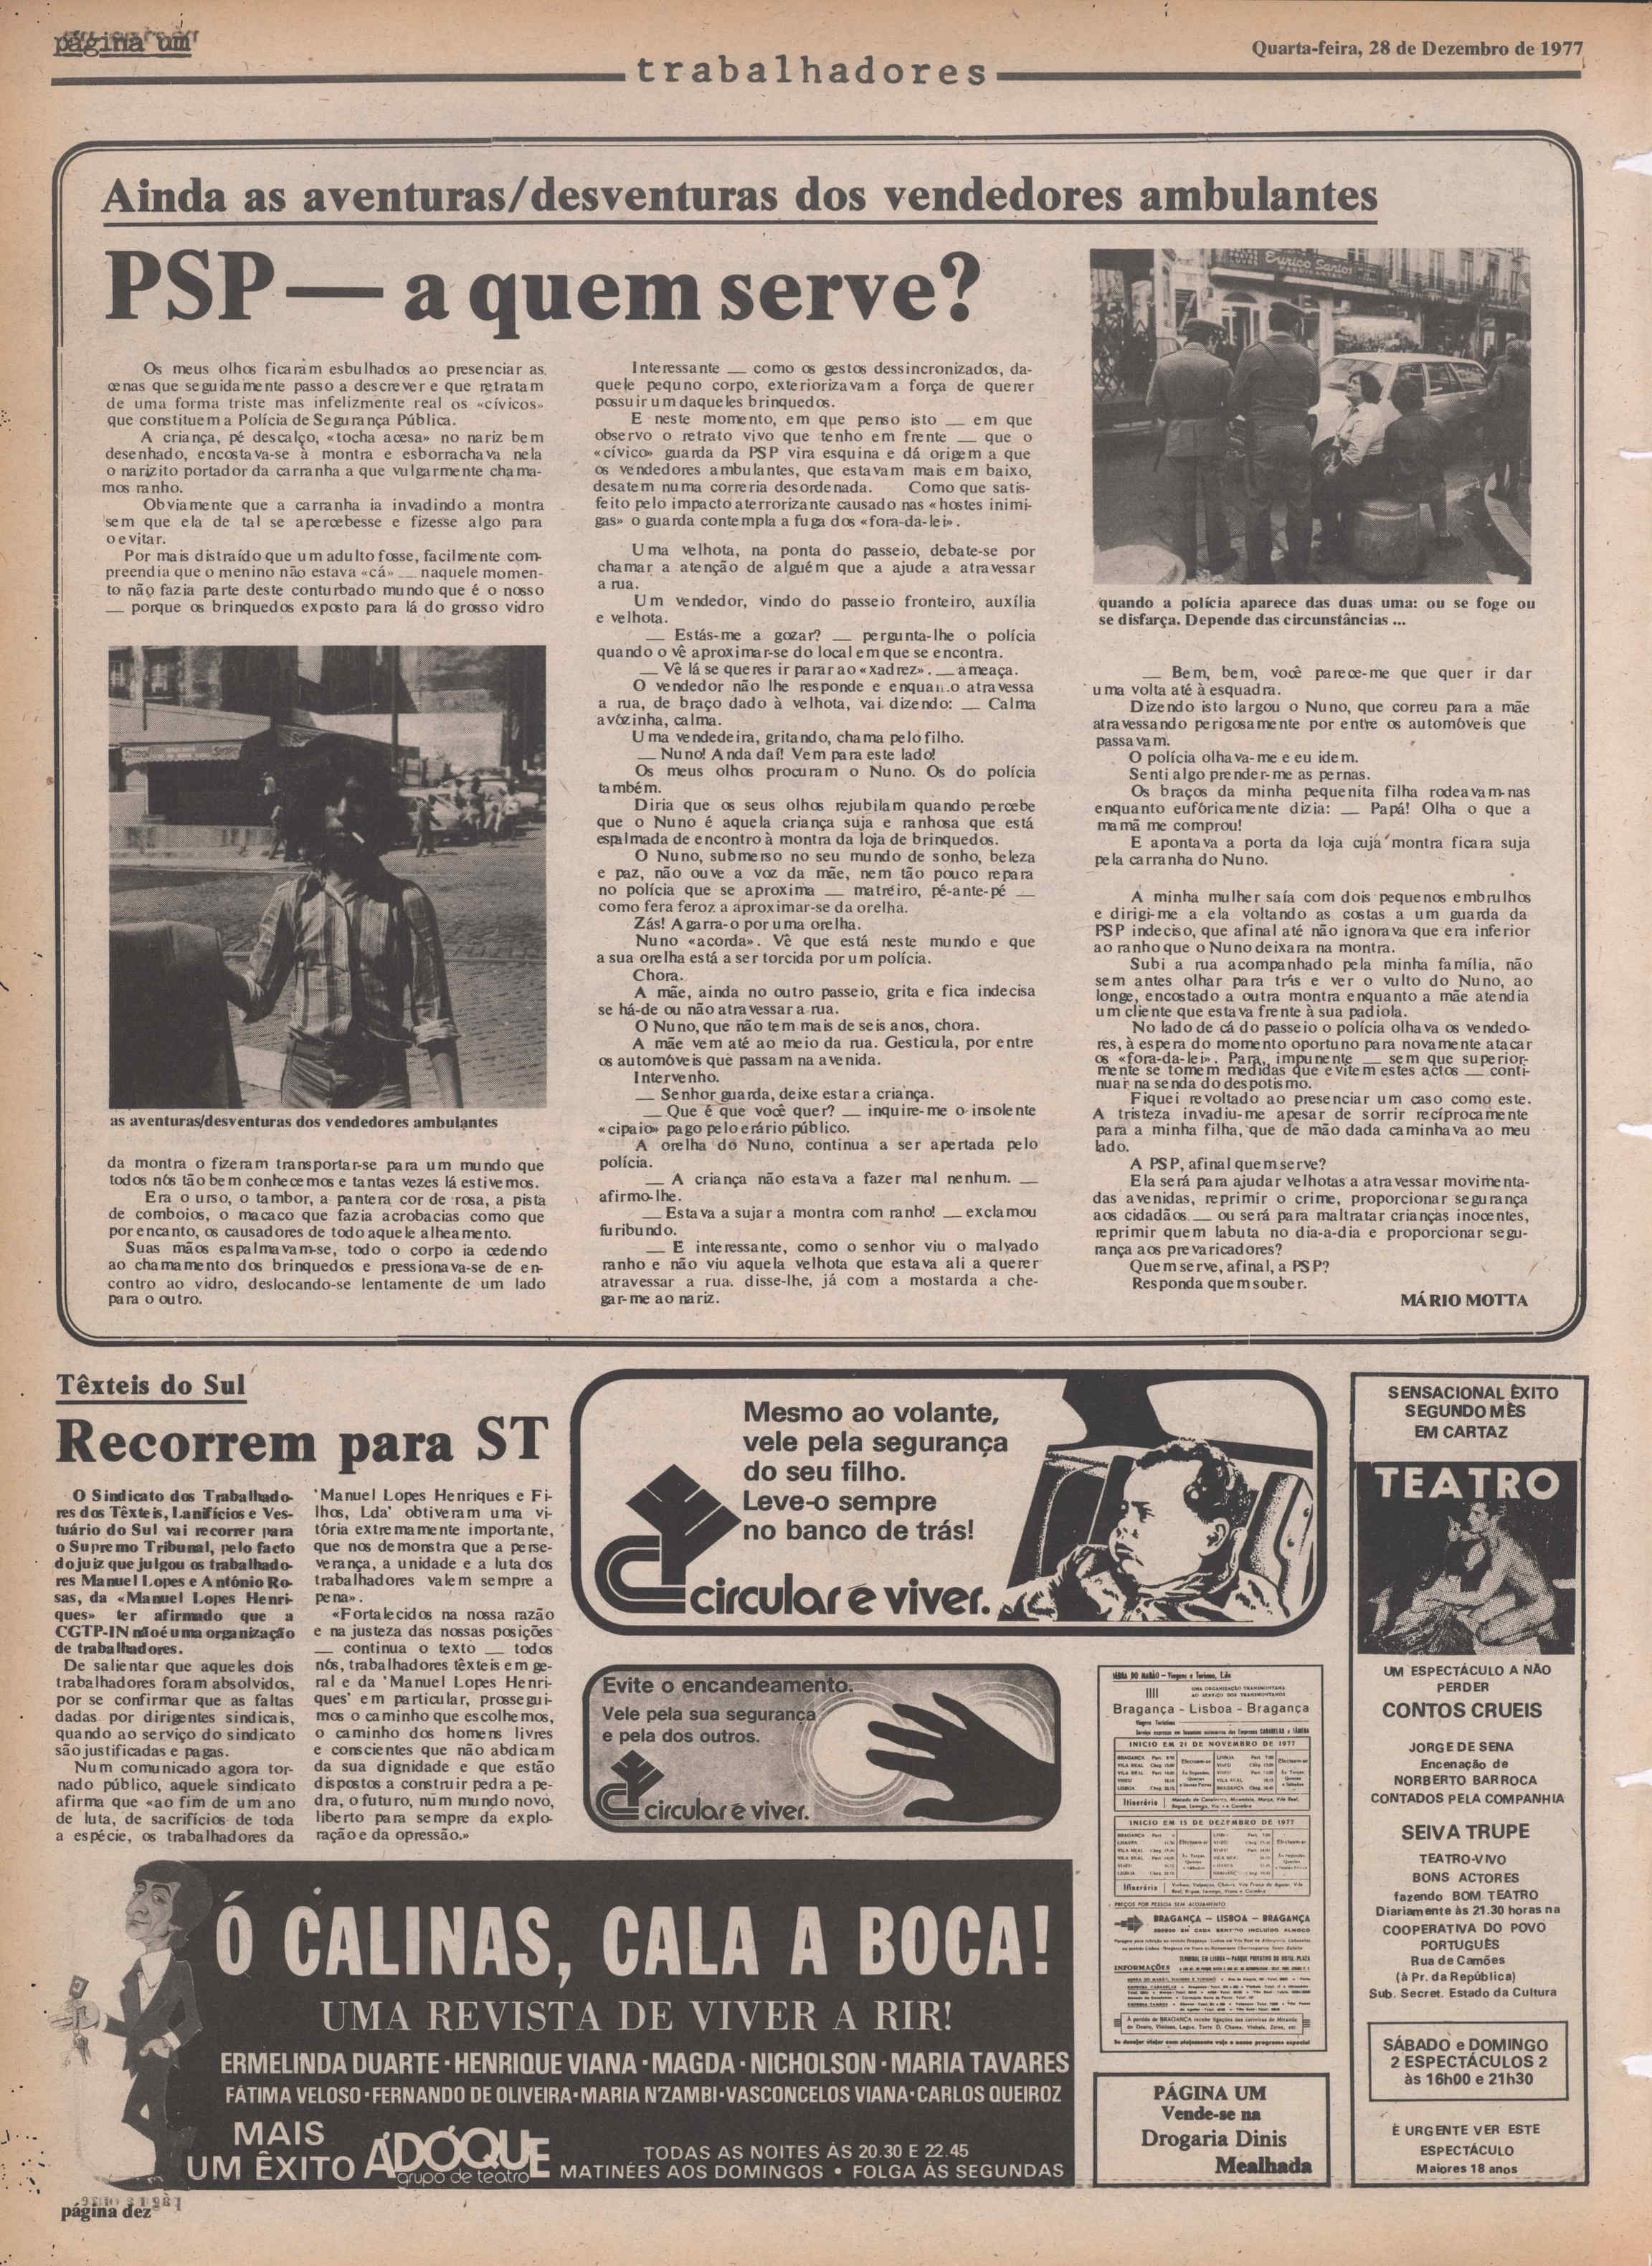 página um
Quarta-feira, 28 de Dezembro de 1977
trabalhadores
Ainda as aventuras/desventuras dos vendedores ambulantes
PSP — a quem serve?
Os meus olhos ficaram esbulhados ao presenciar as
cenas que seguidamente passo a descrever e que retratam
de uma forma triste mas infelizmente real os «cívicos»
que constituem a Polícia de Segurança Pública.
A criança, pé descalço, «tocha acesa» no nariz bem
desenhado, encostava-se à montra e esborrachava nela
o narizito portador da carranha a que vulgarmente chama-
mos ranho.
Obviamente que a carranha ia invadindo a montra
sem que ela de tal se apercebesse e fizesse algo para
o evitar.
Por mais distraído que um adulto fosse, facilmente com-
preendia que o menino não estava «cá» — naquele momen-
to não fazia parte deste conturbado mundo que é o nosso
— porque os brinquedos exposto para lá do grosso vidro
as aventuras/desventuras dos vendedores ambulantes
da montra o fizeram transportar-se para um mundo que
todos nós tão bem conhecemos e tantas vezes lá estivemos.
Era o urso, o tambor, a pantera cor de rosa, a pista
de comboios, o macaco que fazia acrobacias como que
por encanto, os causadores de todo aquele alheamento.
Suas mãos espalmavam-se, todo o corpo ia cedendo
ao chamamento dos brinquedos e pressionava-se de en-
contro ao vidro, deslocando-se lentamente de um lado
para o outro.
Interessante — como os gestos dessincronizados, da-
quele pequno corpo, exteriorizavam a força de querer
possuir um daqueles brinquedos.
E neste momento, em que penso isto — em que
observo o retrato vivo que tenho em frente — que o
«cívico» guarda da PSP vira esquina e dá origem a que
os vendedores ambulantes, que estavam mais em baixo,
desatem numa correria desordenada. Como que satis-
feito pelo impacto aterrorizante causado nas «hostes inimi-
gas» o guarda contempla a fuga dos «fora-da-lei».
Uma velhota, na ponta do passeio, debate-se por
chamar a atenção de alguém que a ajude a atravessar
a rua.
Um vendedor, vindo do passeio fronteiro, auxília
e velhota.
— Estás-me a gozar? — pergunta-lhe o polícia
quando o vê aproximar-se do local em que se encontra.
— Vê lá se queres ir parar ao «xadrez». — ameaça.
O vendedor não lhe responde e enquanto atravessa
a rua, de braço dado à velhota, vai dizendo: — Calma
avózinha, calma.
Uma vendedeira, gritando, chama pelo filho.
— Nuno! Anda daí! Vem para este lado!
Os meus olhos procuram o Nuno. Os do polícia
também.
Diria que os seus olhos rejubilam quando percebe
que o Nuno é aquela criança suja e ranhosa que está
espalmada de encontro à montra da loja de brinquedos.
O Nuno, submerso no seu mundo de sonho, beleza
e paz, não ouve a voz da mãe, nem tão pouco repara
no polícia que se aproxima — matreiro, pé-ante-pé —
como fera feroz a aproximar-se da orelha.
Zás! Agarra-o por uma orelha.
Nuno «acorda». Vê que está neste mundo e que
a sua orelha está a ser torcida por um polícia.
Chora.
A mãe, ainda no outro passeio, grita e fica indecisa
se há-de ou não atravessar a rua.
O Nuno, que não tem mais de seis anos, chora.
A mãe vem até ao meio da rua. Gesticula, por entre
os automóveis que passam na avenida.
Intervenho.
— Senhor guarda, deixe estar a criança.
— Que é que você quer? — inquire-me o insolente
«cipaio» pago pelo erário público.
A orelha do Nuno, continua a ser apertada pelo
polícia.
— A criança não estava a fazer mal nenhum. —
afirmo-lhe.
— Estava a sujar a montra com ranho! — exclamou
furibundo.
— E interessante, como o senhor viu o malvado
ranho e não viu aquela velhota que estava ali a querer
atravessar a rua. disse-lhe, já com a mostarda a che-
gar-me ao nariz.
Eurico Santos
quando a polícia aparece das duas uma: ou se foge ou
se disfarça. Depende das circunstâncias ...
— Bem, bem, você parece-me que quer ir dar
uma volta até à esquadra.
Dizendo isto largou o Nuno, que correu para a mãe
atravessando perigosamente por entre os automóveis que
passavam.
O polícia olhava-me e eu idem.
Senti algo prender-me as pernas.
Os braços da minha pequenita filha rodeavam-nas
enquanto eufóricamente dizia: — Papá! Olha o que a
mamã me comprou!
E apontava a porta da loja cuja montra ficara suja
pela carranha do Nuno.
A minha mulher saía com dois pequenos embrulhos
e dirigi-me a ela voltando as costas a um guarda da
PSP indeciso, que afinal até não ignorava que era inferior
ao ranho que o Nuno deixara na montra.
Subi a rua acompanhado pela minha família, não
sem antes olhar para trás e ver o vulto do Nuno, ao
longe, encostado a outra montra enquanto a mãe atendia
um cliente que estava frente à sua padiola.
No lado de cá do passeio o polícia olhava os vendedo-
res, à espera do momento oportuno para novamente atacar
os «fora-da-lei». Para, impunente — sem que superior-
mente se tomem medidas que evitem estes actos — conti-
nuar na senda do despotismo.
Fiquei revoltado ao presenciar um caso como este.
A tristeza invadiu-me apesar de sorrir recíprocamente
para a minha filha, que de mão dada caminhava ao meu
lado.
A PSP, afinal quem serve?
Ela será para ajudar velhotas a atravessar movimenta-
das avenidas, reprimir o crime, proporcionar segurança
aos cidadãos — ou será para maltratar crianças inocentes,
reprimir quem labuta no dia-a-dia e proporcionar segu-
rança aos prevaricadores?
Quem serve, afinal, a PSP?
Responda quem souber.
MÁRIO MOTTA
Têxteis do Sul
Recorrem para ST
O Sindicato dos Trabalhado-
res dos Têxteis, Lanifícios e Ves-
tuário do Sul vai recorrer para
o Supremo Tribunal, pelo facto
do juiz que julgou os trabalhado-
res Manuel Lopes e António Ro-
sas, da «Manuel Lopes Henri-
ques» ter afirmado que a
CGTP-IN não é uma organização
de trabalhadores.
De salientar que aqueles dois
trabalhadores foram absolvidos,
por se confirmar que as faltas
dadas por dirigentes sindicais,
quando ao serviço do sindicato
são justificadas e pagas.
Num comunicado agora tor-
nado público, aquele sindicato
afirma que «ao fim de um ano
de luta, de sacrifícios de toda
a espécie, os trabalhadores da
'Manuel Lopes Henriques e Fi-
lhos, Lda' obtiveram uma vi-
tória extremamente importante,
que nos demonstra que a perse-
verança, a unidade e a luta dos
trabalhadores valem sempre a
pena».
«Fortalecidos na nossa razão
e na justeza das nossas posições
— continua o texto — todos
nós, trabalhadores têxteis em ge-
ral e da 'Manuel Lopes Henri-
ques' em particular, prossegui-
mos o caminho que escolhemos,
o caminho dos homens livres
e conscientes que não abdicam
da sua dignidade e que estão
dispostos a construir pedra a pe-
dra, o futuro, num mundo novo,
liberto para sempre da explo-
ração e da opressão.»
Mesmo ao volante,
vele pela segurança
do seu filho.
Leve-o sempre
no banco de trás!
circular é viver.
Evite o encandeamento.
Vele pela sua segurança
e pela dos outros.
circular é viver.
SERRA DO MARÃO — Viagens e Turismo, Lda
UMA ORGANIZAÇÃO TRANSMONTANA
AO SERVIÇO DOS TRANSMONTANOS
Bragança - Lisboa - Bragança
INICIO EM 21 DE NOVEMBRO DE 1977
Itinerário
INICIO EM 15 DE DEZEMBRO DE 1977
Itinerário
PREÇOS POR PESSOA SEM ALOJAMENTO
BRAGANÇA — LISBOA — BRAGANÇA
INFORMAÇÕES
PÁGINA UM
Vende-se na
Drogaria Dinis
Mealhada
SENSACIONAL ÊXITO
SEGUNDO MÊS
EM CARTAZ
TEATRO
UM ESPECTÁCULO A NÃO
PERDER
CONTOS CRUEIS
JORGE DE SENA
Encenação de
NORBERTO BARROCA
CONTADOS PELA COMPANHIA
SEIVA TRUPE
TEATRO-VIVO
BONS ACTORES
fazendo BOM TEATRO
Diariamente às 21.30 horas na
COOPERATIVA DO POVO
PORTUGUÊS
Rua de Camões
(à Pr. da República)
Sub. Secret. Estado da Cultura
SÁBADO e DOMINGO
2 ESPECTÁCULOS 2
às 16h00 e 21h30
É URGENTE VER ESTE
ESPECTÁCULO
Maiores 18 anos
Ó CALINAS, CALA A BOCA!
UMA REVISTA DE VIVER A RIR!
ERMELINDA DUARTE • HENRIQUE VIANA • MAGDA • NICHOLSON • MARIA TAVARES
FÁTIMA VELOSO • FERNANDO DE OLIVEIRA • MARIA N'ZAMBI • VASCONCELOS VIANA • CARLOS QUEIROZ
MAIS
UM ÊXITO
ÁDÓQUE
grupo de teatro
TODAS AS NOITES ÀS 20.30 E 22.45
MATINÉES AOS DOMINGOS • FOLGA ÀS SEGUNDAS
página dez